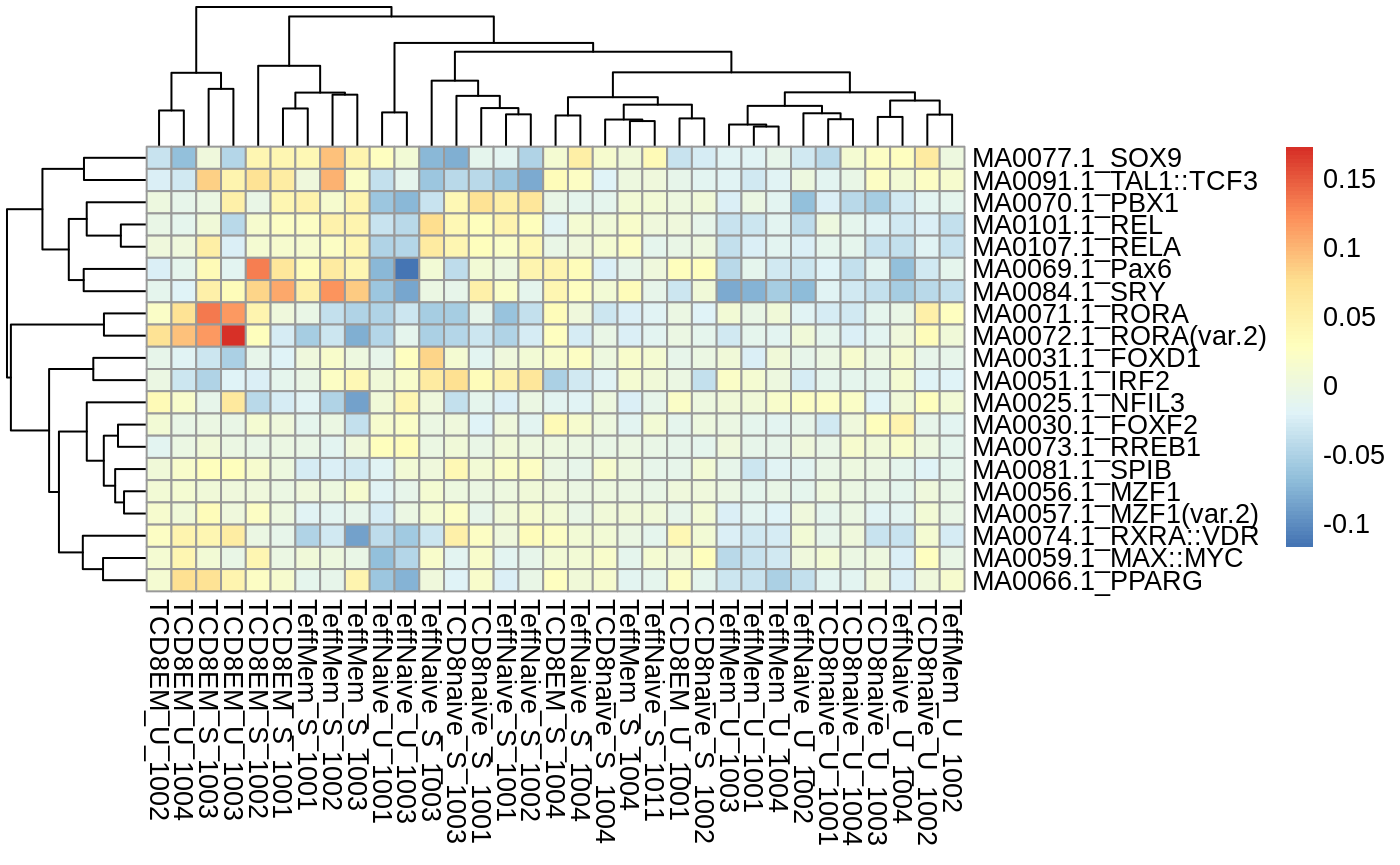 MA0077.1_SOX9
MA0091.1_TAL1::TCF3
MA0070.1_PBX1
MA0101.1_REL
MA0107.1_RELA
MA0069.1_Pax6
MA0084.1_SRY
MA0071.1_RORA
MA0072.1_RORA(var.2)
MA0031.1_FOXD1
MA0051.1_IRF2
MA0025.1_NFIL3
MA0030.1_FOXF2
MA0073.1_RREB1
MA0081.1_SPIB
MA0056.1_MZF1
MA0057.1_MZF1(var.2)
MA0074.1_RXRA::VDR
MA0059.1_MAX::MYC
MA0066.1_PPARG
0.15
0.1
0.05
0
-0.05
-0.1
TCD8EM_U_1002
TCD8EM_U_1004
TCD8EM_S_1003
TCD8EM_U_1003
TCD8EM_S_1002
TCD8EM_S_1001
TeffMem_S_1001
TeffMem_S_1002
TeffMem_S_1003
TeffNaive_U_1001
TeffNaive_U_1003
TeffNaive_S_1003
TCD8naive_S_1003
TCD8naive_S_1001
TeffNaive_S_1001
TeffNaive_S_1002
TCD8EM_S_1004
TeffNaive_S_1004
TCD8naive_S_1004
TeffMem_S_1004
TeffNaive_S_1011
TCD8EM_U_1001
TCD8naive_S_1002
TeffMem_U_1003
TeffMem_U_1001
TeffMem_U_1004
TeffNaive_U_1002
TCD8naive_U_1001
TCD8naive_U_1004
TCD8naive_U_1003
TeffNaive_U_1004
TCD8naive_U_1002
TeffMem_U_1002